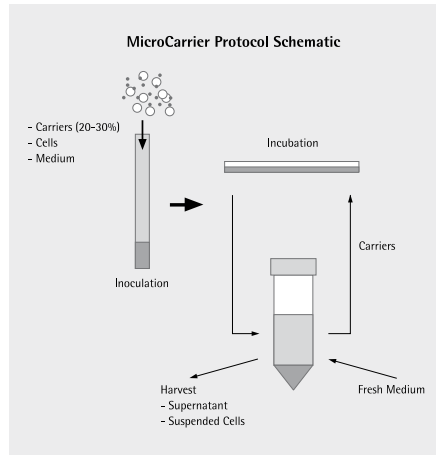 MicroCarrier Protocol Schematic
- Carriers (20-30%)
- Cells
- Medium
Incubation
Carriers
Inoculation
Harvest
- Supernatant
- Suspended Cells
Fresh Medium